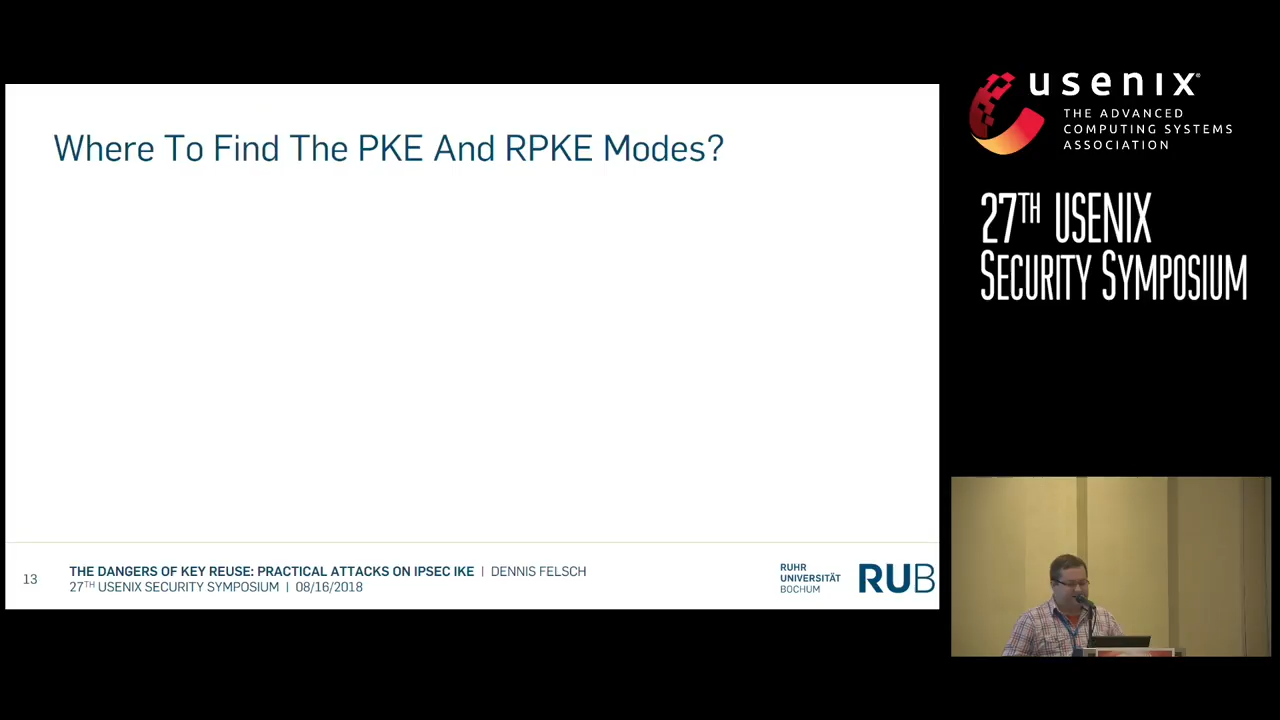 Where To Find The PKE And RPKE Modes?
13
THE DANGERS OF KEY REUSE: PRACTICAL ATTACKS ON IPSEC IKE | DENNIS FELSCH
27TH USENIX SECURITY SYMPOSIUM | 08/16/2018
RUHR
UNIVERSITÄT
BOCHUM
RUB
usenix®
THE ADVANCED
COMPUTING SYSTEMS
ASSOCIATION
27TH USENIX
SECURITY SYMPOSIUM